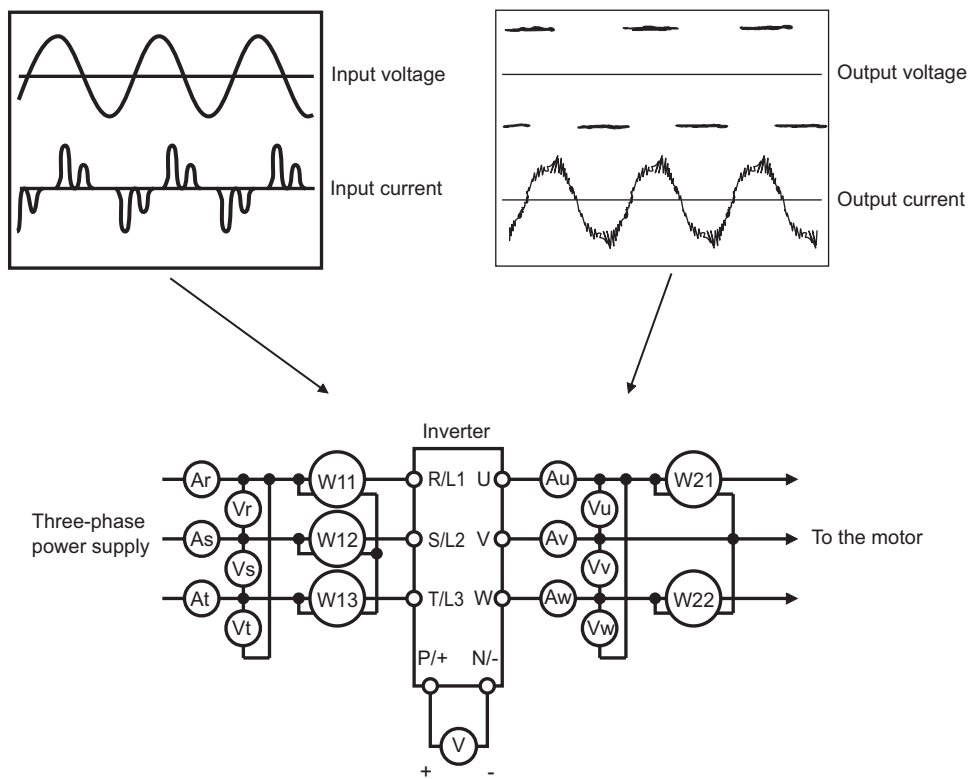 Input voltage
Input current
Output voltage
Output current
Inverter
Three-phase
power supply
Ar
As
At
Vr
Vs
Vt
W11
W12
W13
R/L1
S/L2
T/L3
U
V
W
P/+
N/-
V
+
-
Au
Av
Aw
Vu
Vv
Vw
W21
W22
To the motor